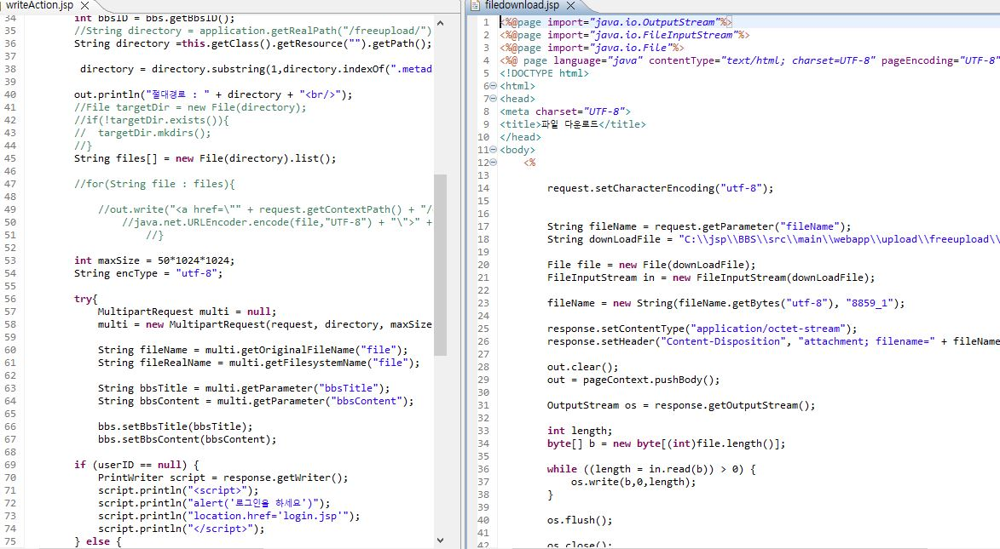 writeAction.jsp
34 int bbsID = bbs.getBbsID();
35 //String directory = application.getRealPath("/freeupload/")
36 String directory =this.getClass().getResource("").getPath();
37
38 directory = directory.substring(1,directory.indexOf(".metad
39
40 out.println("절대경로 : " + directory + "<br/>");
41 //File targetDir = new File(directory);
42 //if(!targetDir.exists()){
43 // targetDir.mkdirs();
44 //}
45 String files[] = new File(directory).list();
46
47 //for(String file : files){
48
49 //out.write("<a href=\"" + request.getContextPath() + "/
50 //java.net.URLEncoder.encode(file,"UTF-8") + "\">" +
51 //}
52
53 int maxSize = 50*1024*1024;
54 String encType = "utf-8";
55
56 try{
57 MultipartRequest multi = null;
58 multi = new MultipartRequest(request, directory, maxSize
59
60 String fileName = multi.getOriginalFileName("file");
61 String fileRealName = multi.getFilesystemName("file");
62
63 String bbsTitle = multi.getParameter("bbsTitle");
64 String bbsContent = multi.getParameter("bbsContent");
65
66 bbs.setBbsTitle(bbsTitle);
67 bbs.setBbsContent(bbsContent);
68
69 if (userID == null) {
70 PrintWriter script = response.getWriter();
71 script.println("<script>");
72 script.println("alert('로그인을 하세요')");
73 script.println("location.href='login.jsp'");
74 script.println("</script>");
75 } else {
filedownload.jsp
1 <%@page import="java.io.OutputStream"%>
2 <%@page import="java.io.FileInputStream"%>
3 <%@page import="java.io.File"%>
4 <%@ page language="java" contentType="text/html; charset=UTF-8" pageEncoding="UTF-8"
5 <!DOCTYPE html>
6 <html>
7 <head>
8 <meta charset="UTF-8">
9 <title>파일 다운로드</title>
10 </head>
11 <body>
12 <%
13
14 request.setCharacterEncoding("utf-8");
15
16
17 String fileName = request.getParameter("fileName");
18 String downLoadFile = "C:\\jsp\\BBS\\src\\main\\webapp\\upload\\freeupload\\
19
20 File file = new File(downLoadFile);
21 FileInputStream in = new FileInputStream(downLoadFile);
22
23 fileName = new String(fileName.getBytes("utf-8"), "8859_1");
24
25 response.setContentType("application/octet-stream");
26 response.setHeader("Content-Disposition", "attachment; filename=" + fileName
27
28 out.clear();
29 out = pageContext.pushBody();
30
31 OutputStream os = response.getOutputStream();
32
33 int length;
34 byte[] b = new byte[(int)file.length()];
35
36 while ((length = in.read(b)) > 0) {
37 os.write(b,0,length);
38 }
39
40 os.flush();
41
42 os.close();